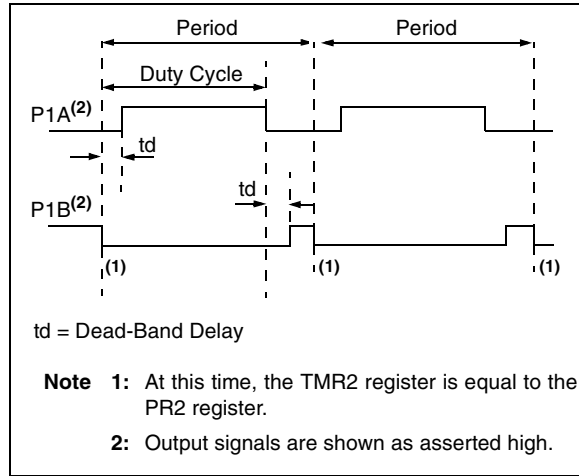 Period Period
Duty Cycle
P1A(2)
td
td
P1B(2)
(1) (1) (1)
td = Dead-Band Delay
Note 1: At this time, the TMR2 register is equal to the
PR2 register.
2: Output signals are shown as asserted high.